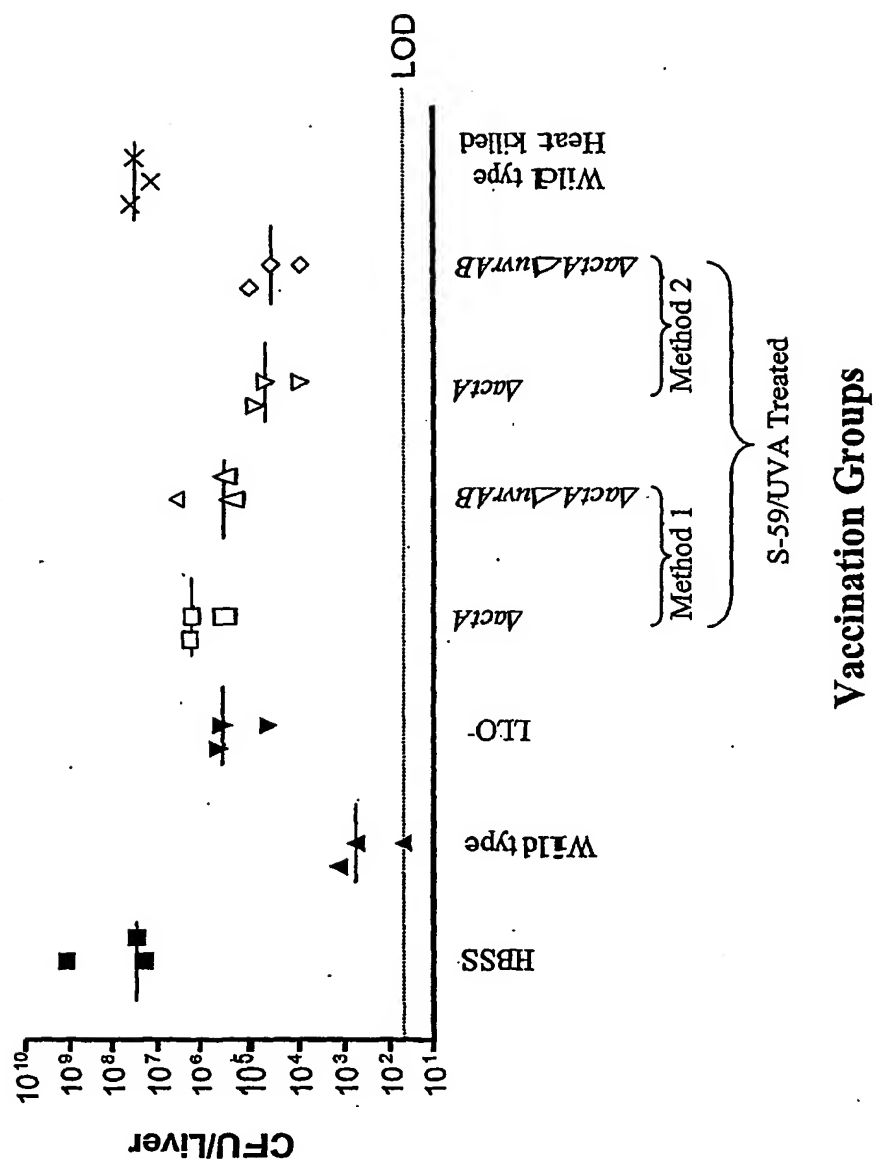 CFU/Liver
10^10
10^9
10^8
10^7
10^6
10^5
10^4
10^3
10^2
10^1
LOD
HBSS
Wild type
LLO-
ΔactA
ΔactAΔuvrAB
ΔactA
ΔactAΔuvrAB
Wild type
Heat killed
Method 1
Method 2
S-59/UVA Treated
Vaccination Groups